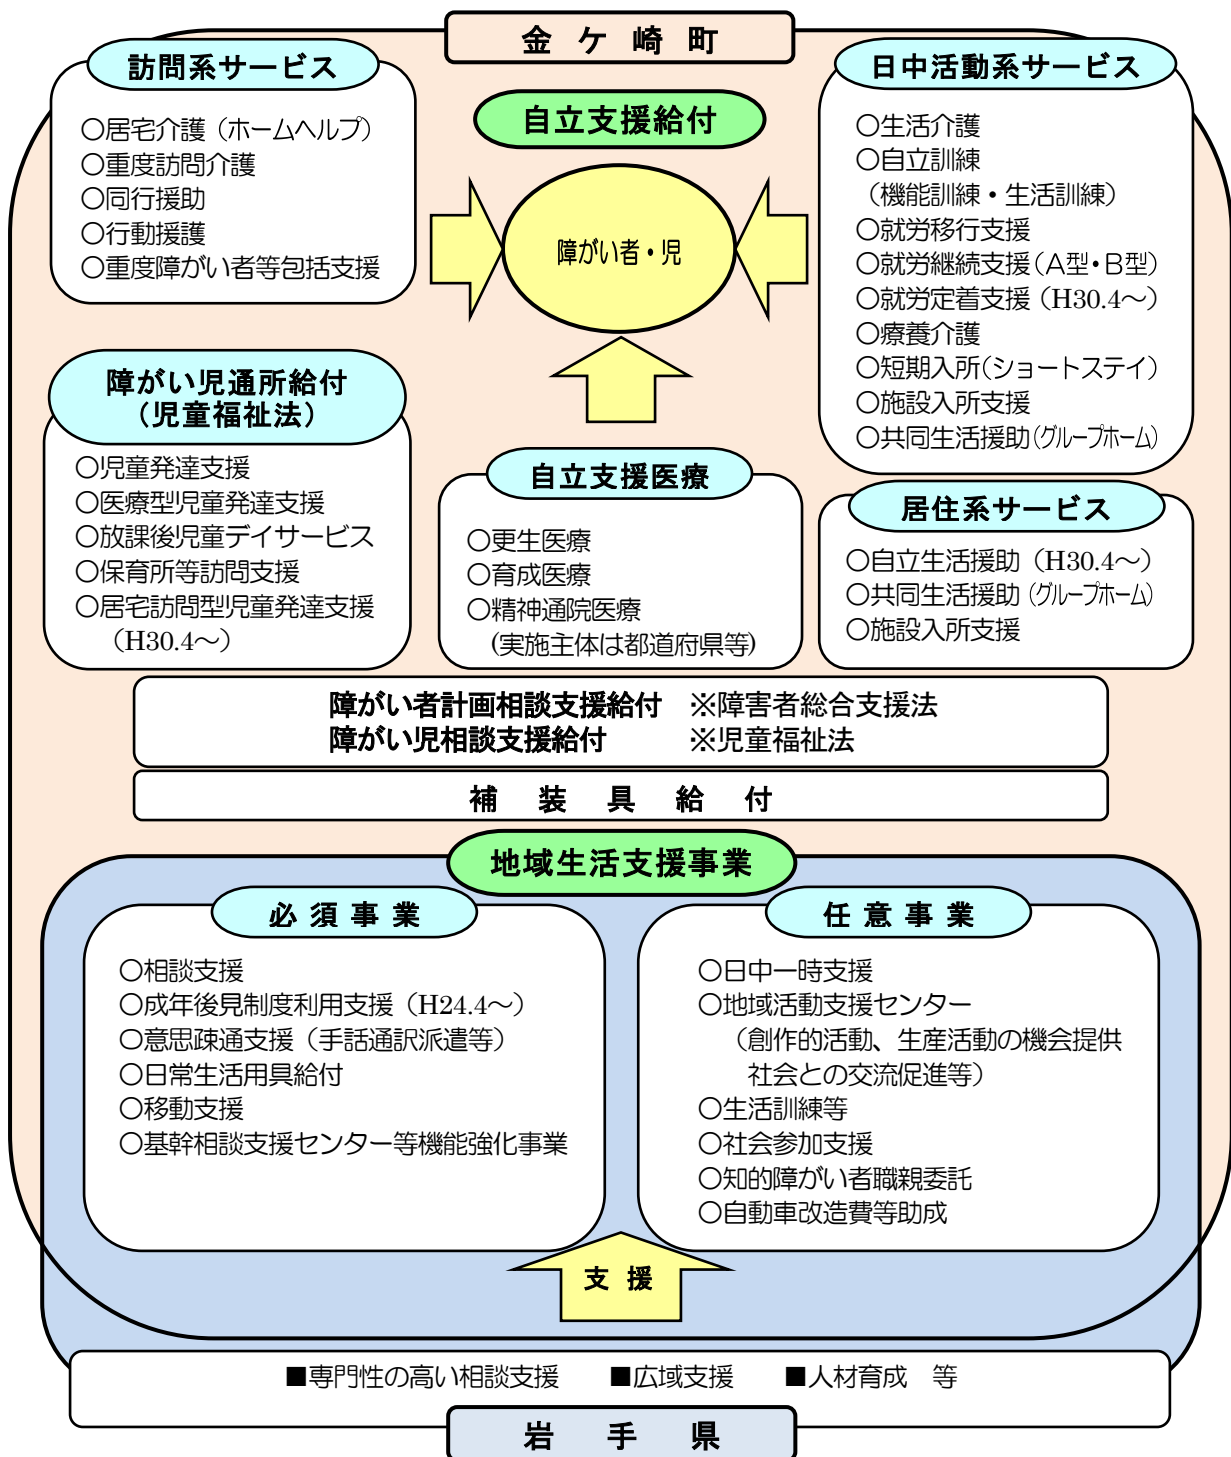 金ケ崎町
訪問系サービス
○居宅介護（ホームヘルプ）
○重度訪問介護
○同行援助
○行動援護
○重度障がい者等包括支援
自立支援給付
障がい者・児
日中活動系サービス
○生活介護
○自立訓練
（機能訓練・生活訓練）
○就労移行支援
○就労継続支援（A型・B型）
○就労定着支援（H30.4～）
○療養介護
○短期入所（ショートステイ）
○施設入所支援
○共同生活援助（グループホーム）
障がい児通所給付
（児童福祉法）
○児童発達支援
○医療型児童発達支援
○放課後児童デイサービス
○保育所等訪問支援
○居宅訪問型児童発達支援
（H30.4～）
自立支援医療
○更生医療
○育成医療
○精神通院医療
(実施主体は都道府県等)
居住系サービス
○自立生活援助（H30.4～）
○共同生活援助（グループホーム）
○施設入所支援
障がい者計画相談支援給付　※障害者総合支援法
障がい児相談支援給付　※児童福祉法
補装具給付
地域生活支援事業
必須事業
○相談支援
○成年後見制度利用支援（H24.4～）
○意思疎通支援（手話通訳派遣等）
○日常生活用具給付
○移動支援
○基幹相談支援センター等機能強化事業
任意事業
○日中一時支援
○地域活動支援センター
（創作的活動、生産活動の機会提供
社会との交流促進等）
○生活訓練等
○社会参加支援
○知的障がい者職親委託
○自動車改造費等助成
支援
■専門性の高い相談支援　■広域支援　■人材育成　等
岩手県